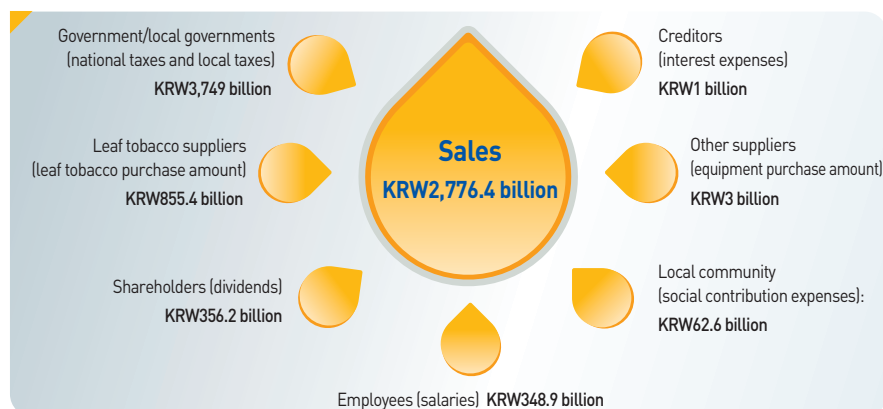 Government/local governments
(national taxes and local taxes)
KRW3,749 billion
Creditors
(interest expenses)
KRW1 billion
Leaf tobacco suppliers
(leaf tobacco purchase amount)
KRW855.4 billion
Sales
KRW2,776.4 billion
Other suppliers
(equipment purchase amount)
KRW3 billion
Shareholders (dividends)
KRW356.2 billion
Local community
(social contribution expenses):
KRW62.6 billion
Employees (salaries) KRW348.9 billion